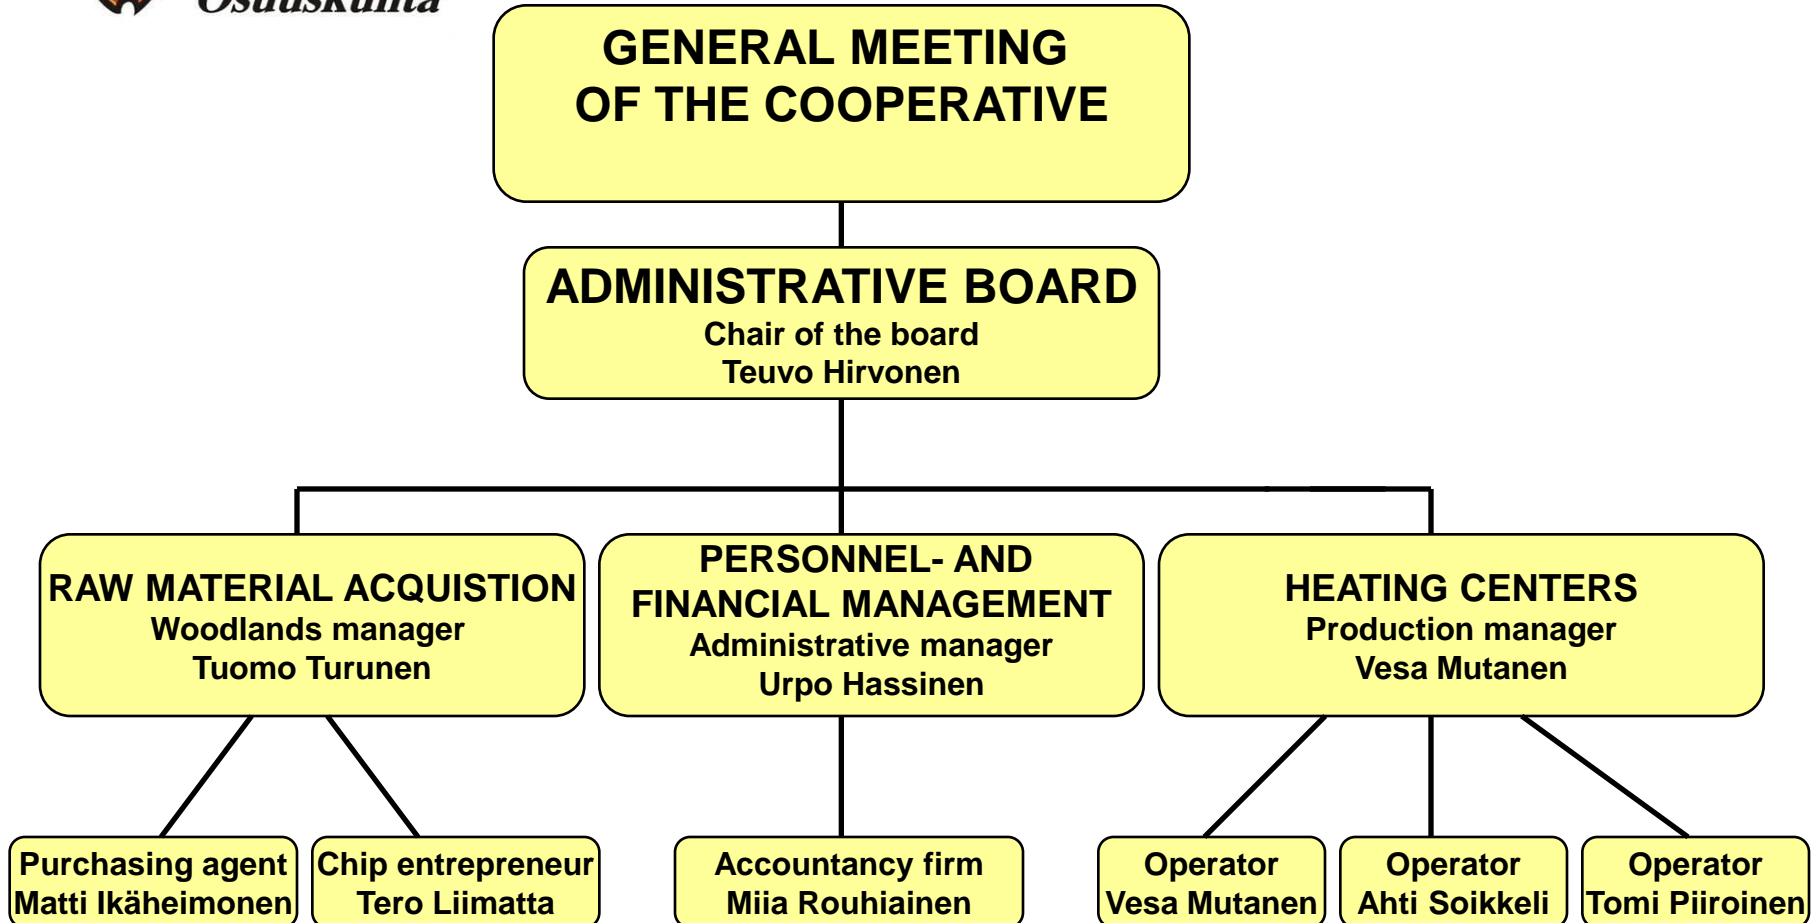 Osuuskunta
GENERAL MEETING
OF THE COOPERATIVE
ADMINISTRATIVE BOARD
Chair of the board
Teuvo Hirvonen
RAW MATERIAL ACQUISTION
Woodlands manager
Tuomo Turunen
PERSONNEL- AND
FINANCIAL MANAGEMENT
Administrative manager
Urpo Hassinen
HEATING CENTERS
Production manager
Vesa Mutanen
Purchasing agent
Matti Ikäheimonen
Chip entrepreneur
Tero Liimatta
Accountancy firm
Miia Rouhiainen
Operator
Vesa Mutanen
Operator
Ahti Soikkeli
Operator
Tomi Piiroinen